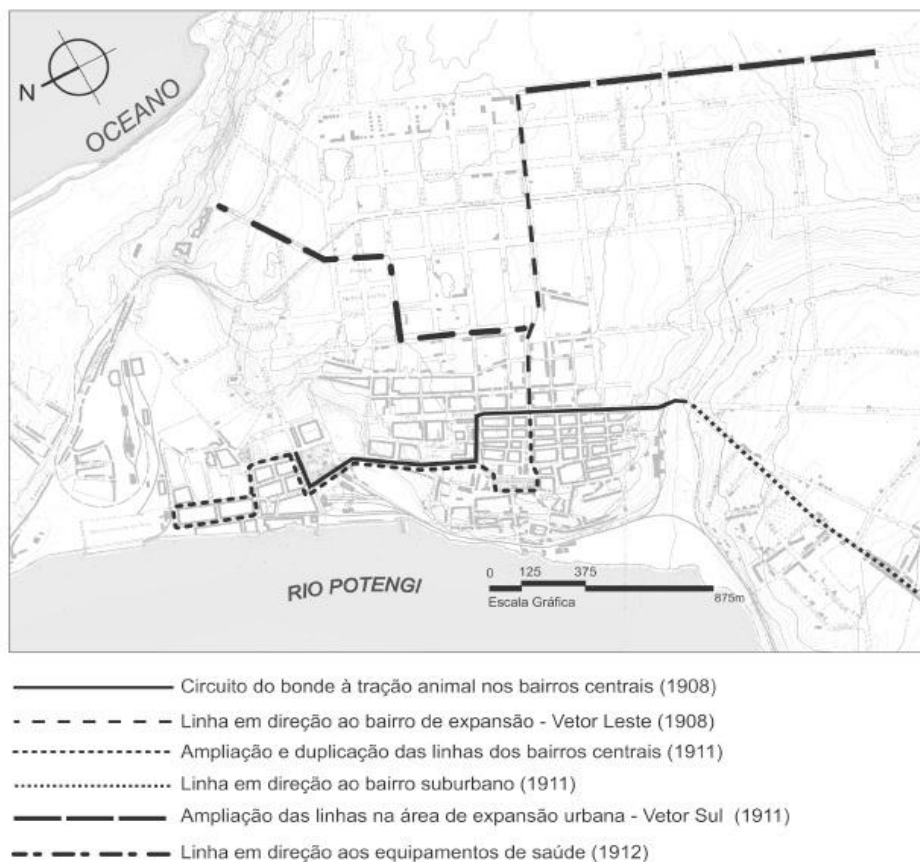 N
OCEANO
RIO POTENGI
0 125 375
875m
Escala Gráfica
Circuito do bonde à tração animal nos bairros centrais (1908)
Linha em direção ao bairro de expansão - Vetor Leste (1908)
Ampliação e duplicação das linhas dos bairros centrais (1911)
Linha em direção ao bairro suburbano (1911)
Ampliação das linhas na área de expansão urbana - Vetor Sul (1911)
Linha em direção aos equipamentos de saúde (1912)